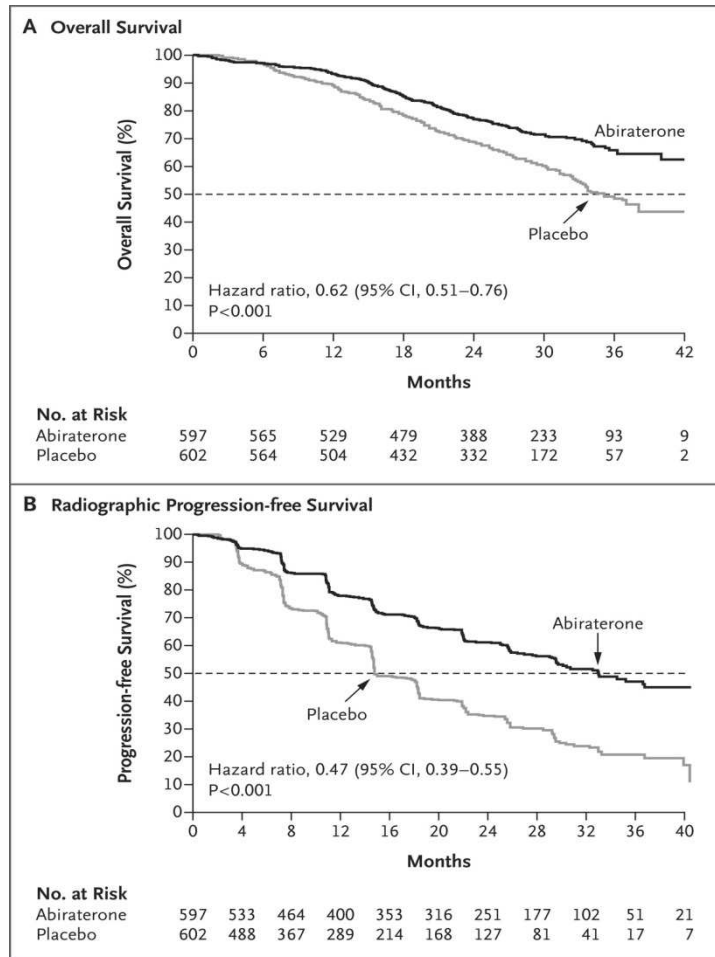 A Overall Survival
Overall Survival (%)
100
90
80
70
60
50
40
30
20
10
0
Abiraterone
Placebo
Hazard ratio, 0.62 (95% CI, 0.51–0.76)
P<0.001
0 6 12 18 24 30 36 42
Months
No. at Risk
Abiraterone 597 565 529 479 388 233 93 9
Placebo 602 564 504 432 332 172 57 2
B Radiographic Progression-free Survival
Progression-free Survival (%)
100
90
80
70
60
50
40
30
20
10
0
Abiraterone
Placebo
Hazard ratio, 0.47 (95% CI, 0.39–0.55)
P<0.001
0 4 8 12 16 20 24 28 32 36 40
Months
No. at Risk
Abiraterone 597 533 464 400 353 316 251 177 102 51 21
Placebo 602 488 367 289 214 168 127 81 41 17 7